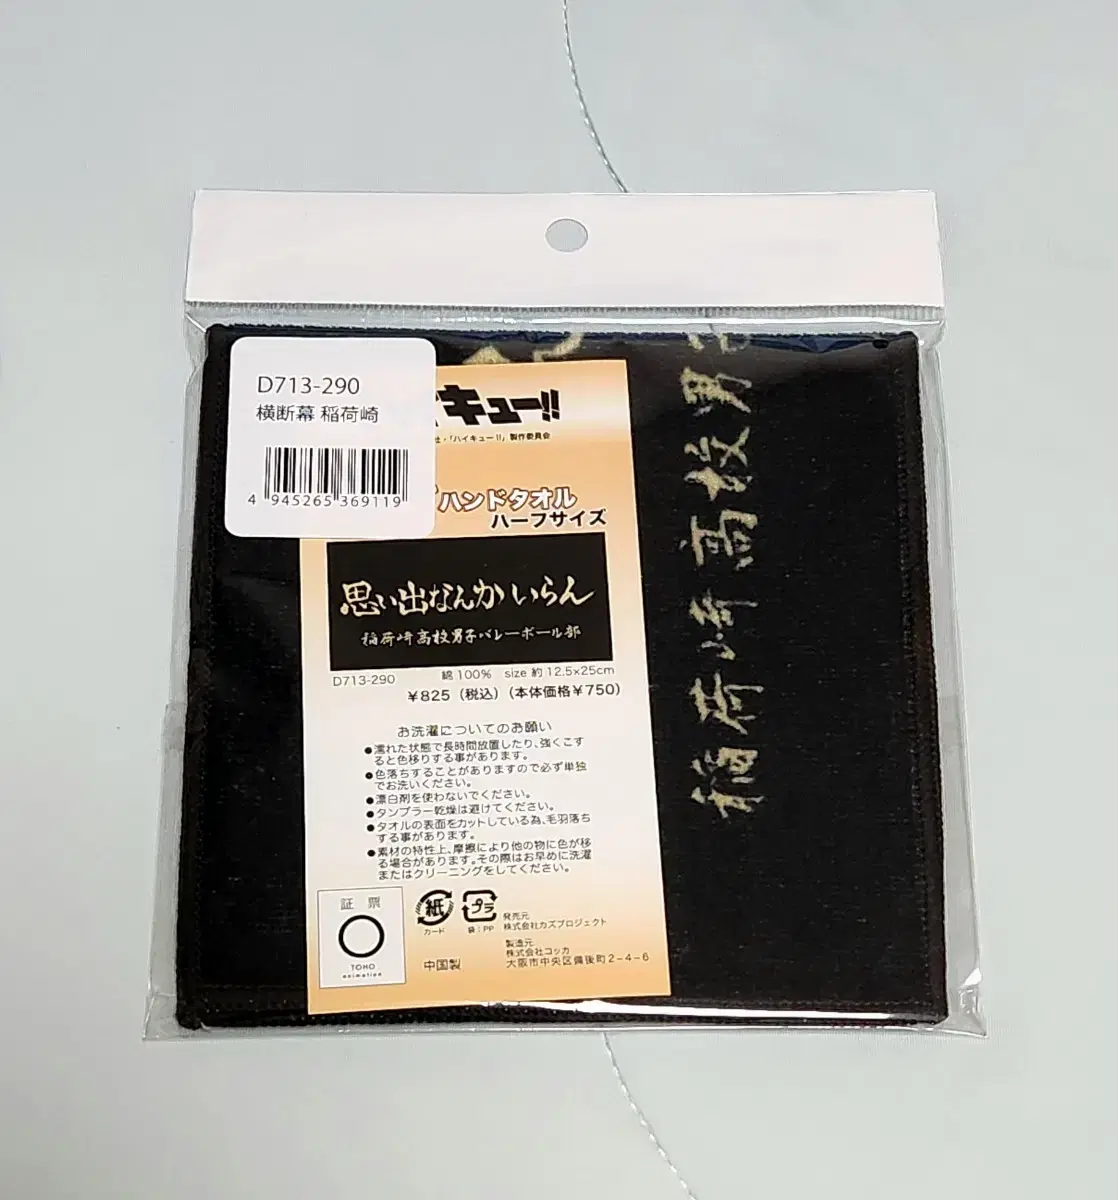 D713-290
横断幕 稲荷崎
4 945265 369119
イキュー!!
社・「ハイキュー!!」製作委員会
ハンドタオル
ハーフサイズ
思い出なんかいらん
稲荷崎高校男子バレーボール部
D713-290
綿100% size 約12.5×25cm
¥825（税込）（本体価格¥750）
お洗濯についてのお願い
●濡れた状態で長時間放置したり、強くこす
ると色移りする事があります。
●色落ちすることがありますので必ず単独
でお洗いください。
●漂白剤を使わないでください。
●タンブラー乾燥は避けてください。
●タオルの表面をカットしている為、毛羽落ち
する事があります。
●素材の特性上、摩擦により他の物に色が移
る場合があります。その際はお早めに洗濯
またはクリーニングをしてください。
証票
TOHO
animation
紙
カード
プラ
袋：PP
発売元
株式会社カズプロジェクト
製造元
株式会社コッカ
大阪市中央区備後町2-4-6
中国製
稲荷崎高校男子